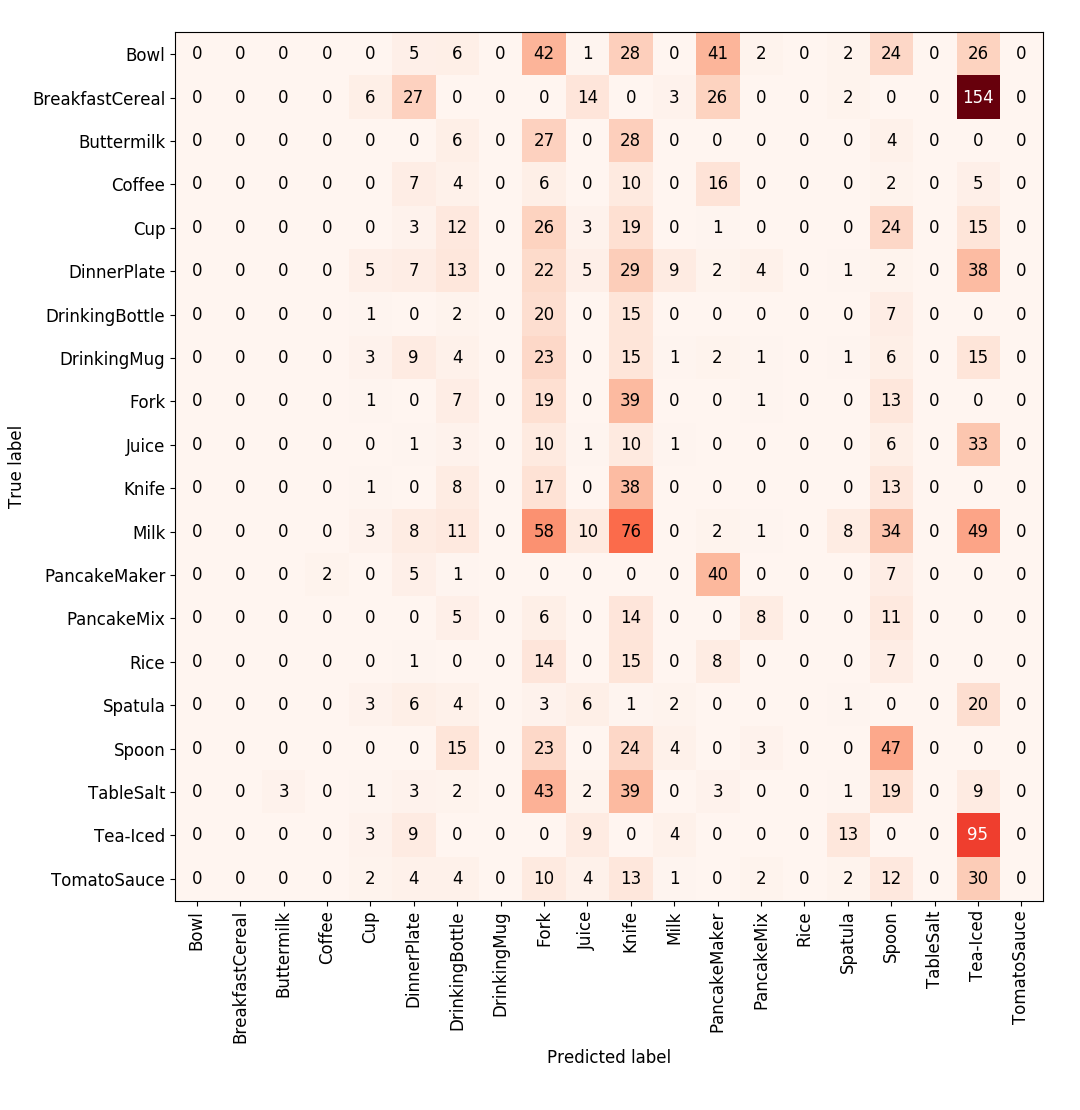 Bowl 0 0 0 0 0 5 6 0 42 1 28 0 41 2 0 2 24 0 26 0
BreakfastCereal 0 0 0 0 6 27 0 0 0 14 0 3 26 0 0 2 0 0 154 0
Buttermilk 0 0 0 0 0 0 6 0 27 0 28 0 0 0 0 0 4 0 0 0
Coffee 0 0 0 0 0 7 4 0 6 0 10 0 16 0 0 0 2 0 5 0
Cup 0 0 0 0 0 3 12 0 26 3 19 0 1 0 0 0 24 0 15 0
DinnerPlate 0 0 0 0 5 7 13 0 22 5 29 9 2 4 0 1 2 0 38 0
DrinkingBottle 0 0 0 0 1 0 2 0 20 0 15 0 0 0 0 0 7 0 0 0
DrinkingMug 0 0 0 0 3 9 4 0 23 0 15 1 2 1 0 1 6 0 15 0
Fork 0 0 0 0 1 0 7 0 19 0 39 0 0 1 0 0 13 0 0 0
Juice 0 0 0 0 0 1 3 0 10 1 10 1 0 0 0 0 6 0 33 0
Knife 0 0 0 0 1 0 8 0 17 0 38 0 0 0 0 0 13 0 0 0
Milk 0 0 0 0 3 8 11 0 58 10 76 0 2 1 0 8 34 0 49 0
PancakeMaker 0 0 0 2 0 5 1 0 0 0 0 0 40 0 0 0 7 0 0 0
PancakeMix 0 0 0 0 0 0 5 0 6 0 14 0 0 8 0 0 11 0 0 0
Rice 0 0 0 0 0 1 0 0 14 0 15 0 8 0 0 0 7 0 0 0
Spatula 0 0 0 0 3 6 4 0 3 6 1 2 0 0 0 1 0 0 20 0
Spoon 0 0 0 0 0 0 15 0 23 0 24 4 0 3 0 0 47 0 0 0
TableSalt 0 0 3 0 1 3 2 0 43 2 39 0 3 0 0 1 19 0 9 0
Tea-Iced 0 0 0 0 3 9 0 0 0 9 0 4 0 0 0 13 0 0 95 0
TomatoSauce 0 0 0 0 2 4 4 0 10 4 13 1 0 2 0 2 12 0 30 0
True label
Bowl
BreakfastCereal
Buttermilk
Coffee
Cup
DinnerPlate
DrinkingBottle
DrinkingMug
Fork
Juice
Knife
Milk
PancakeMaker
PancakeMix
Rice
Spatula
Spoon
TableSalt
Tea-Iced
TomatoSauce
Predicted label